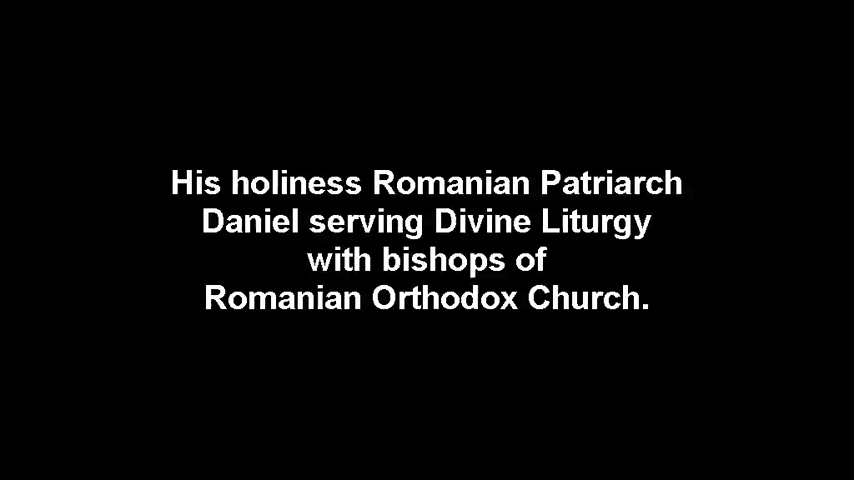 His holiness Romanian Patriarch
Daniel serving Divine Liturgy
with bishops of
Romanian Orthodox Church.